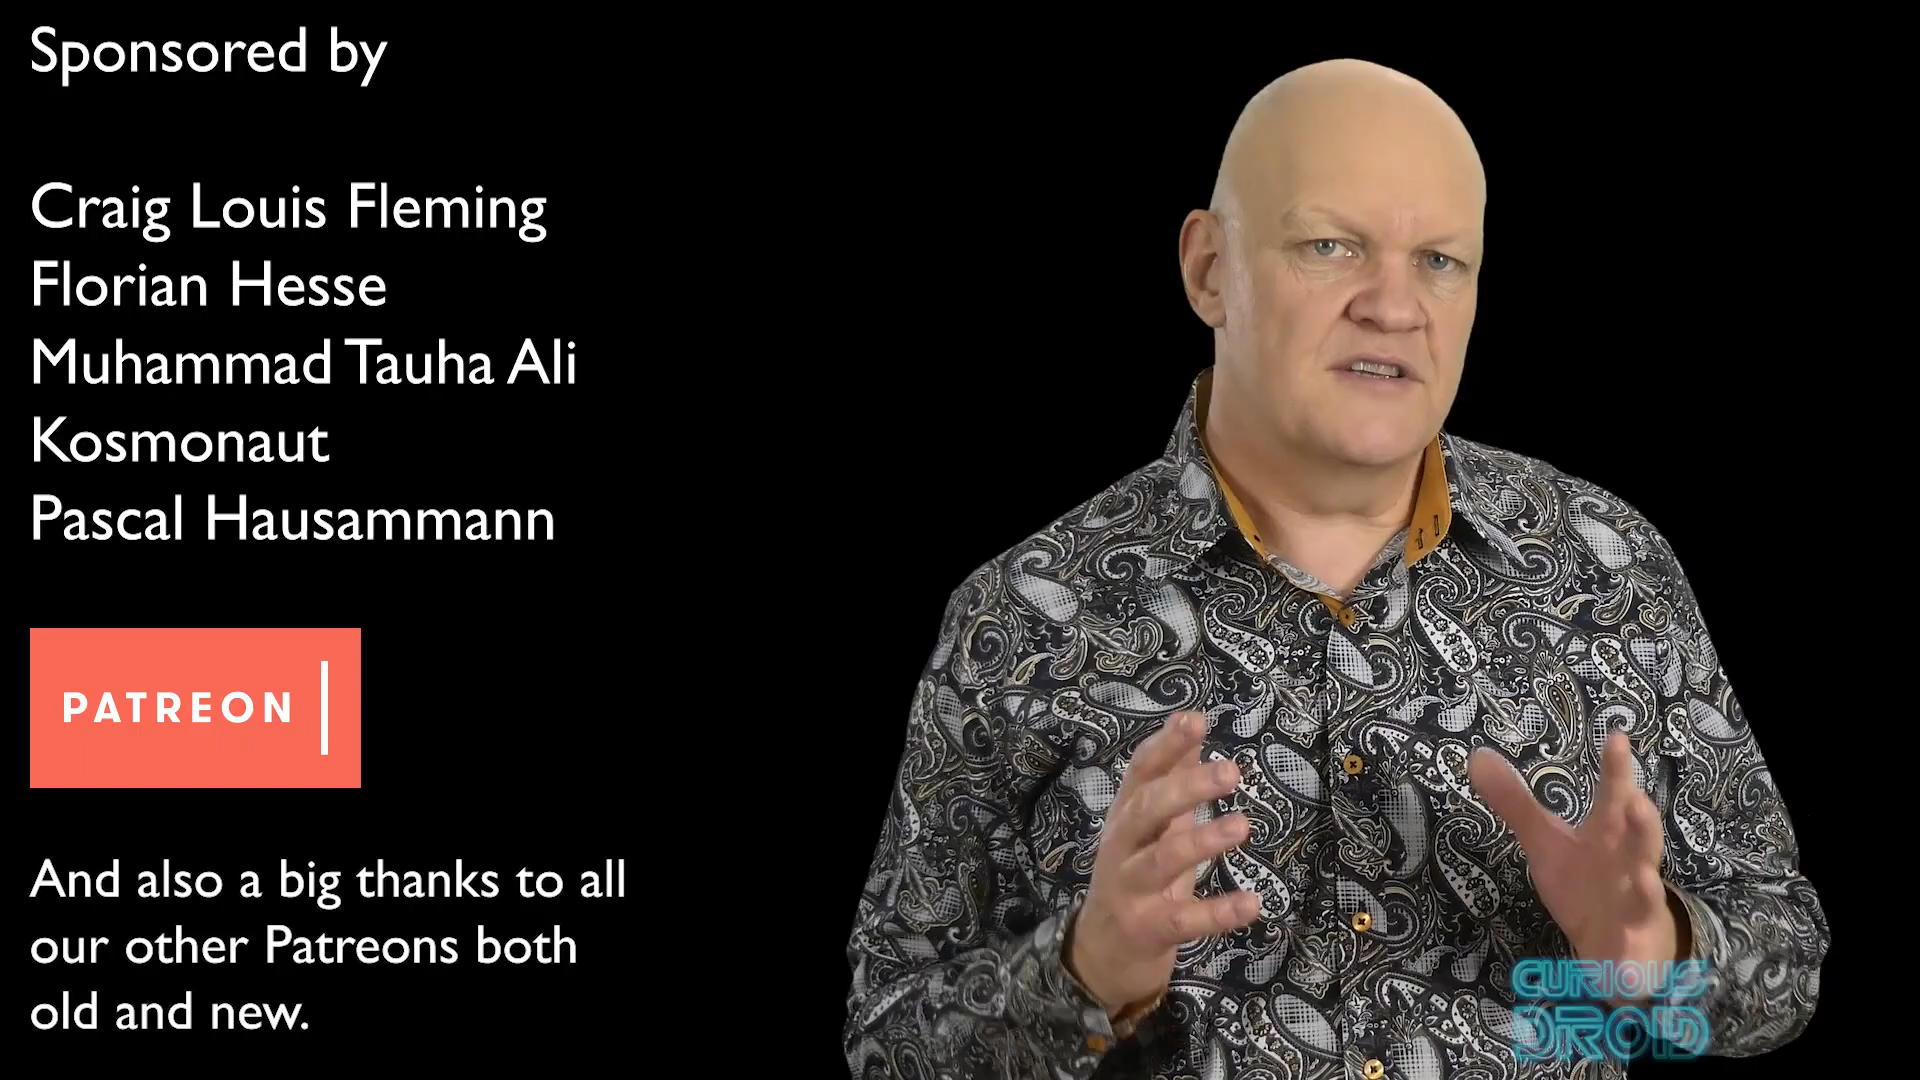 Sponsored by
Craig Louis Fleming
Florian Hesse
Muhammad Tauha Ali
Kosmonaut
Pascal Hausammann
PATREON
And also a big thanks to all
our other Patreons both
old and new.
CURIOUS
DROID